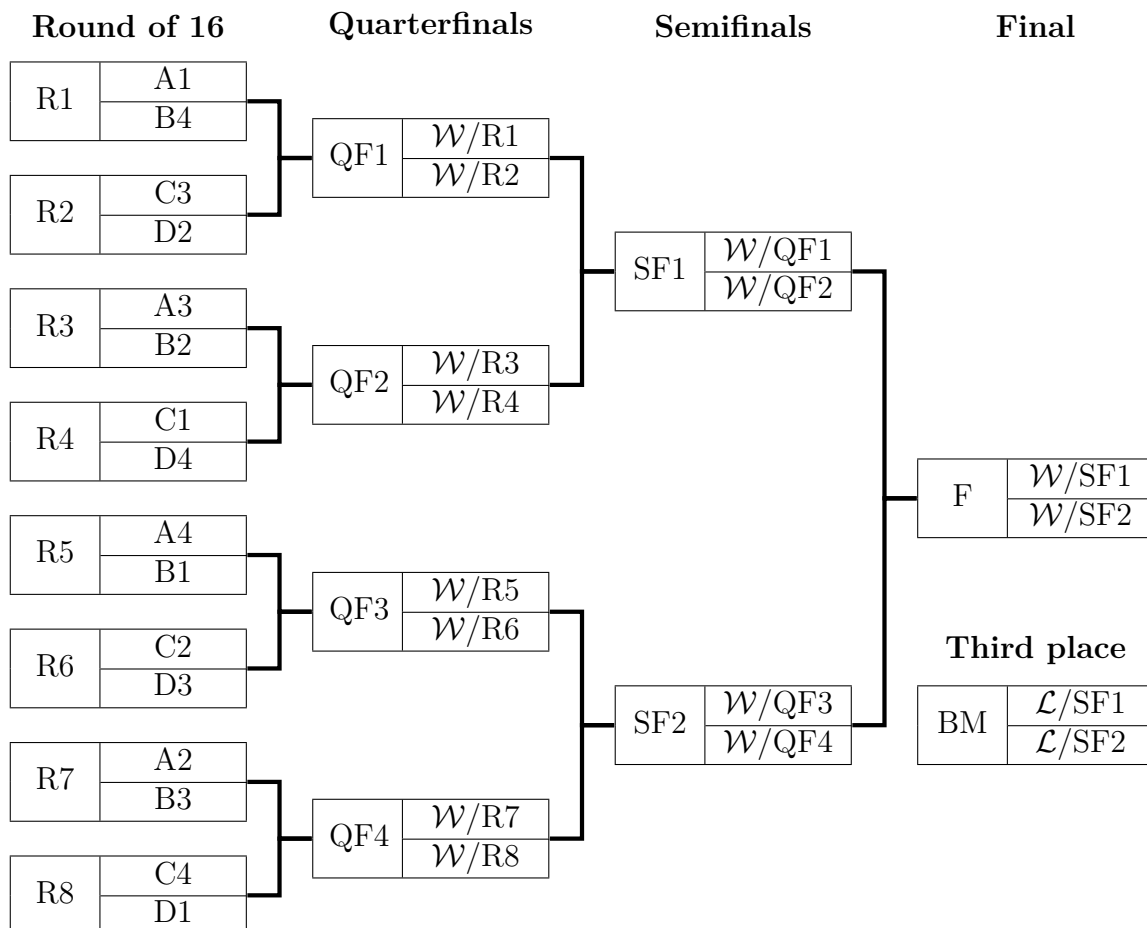 Round of 16 Quarterfinals Semifinals Final
R1
A1
B4
R2
C3
D2
R3
A3
B2
R4
C1
D4
R5
A4
B1
R6
C2
D3
R7
A2
B3
R8
C4
D1
QF1
𝒲/R1
𝒲/R2
QF2
𝒲/R3
𝒲/R4
QF3
𝒲/R5
𝒲/R6
QF4
𝒲/R7
𝒲/R8
SF1
𝒲/QF1
𝒲/QF2
SF2
𝒲/QF3
𝒲/QF4
F
𝒲/SF1
𝒲/SF2
Third place
BM
ℒ/SF1
ℒ/SF2